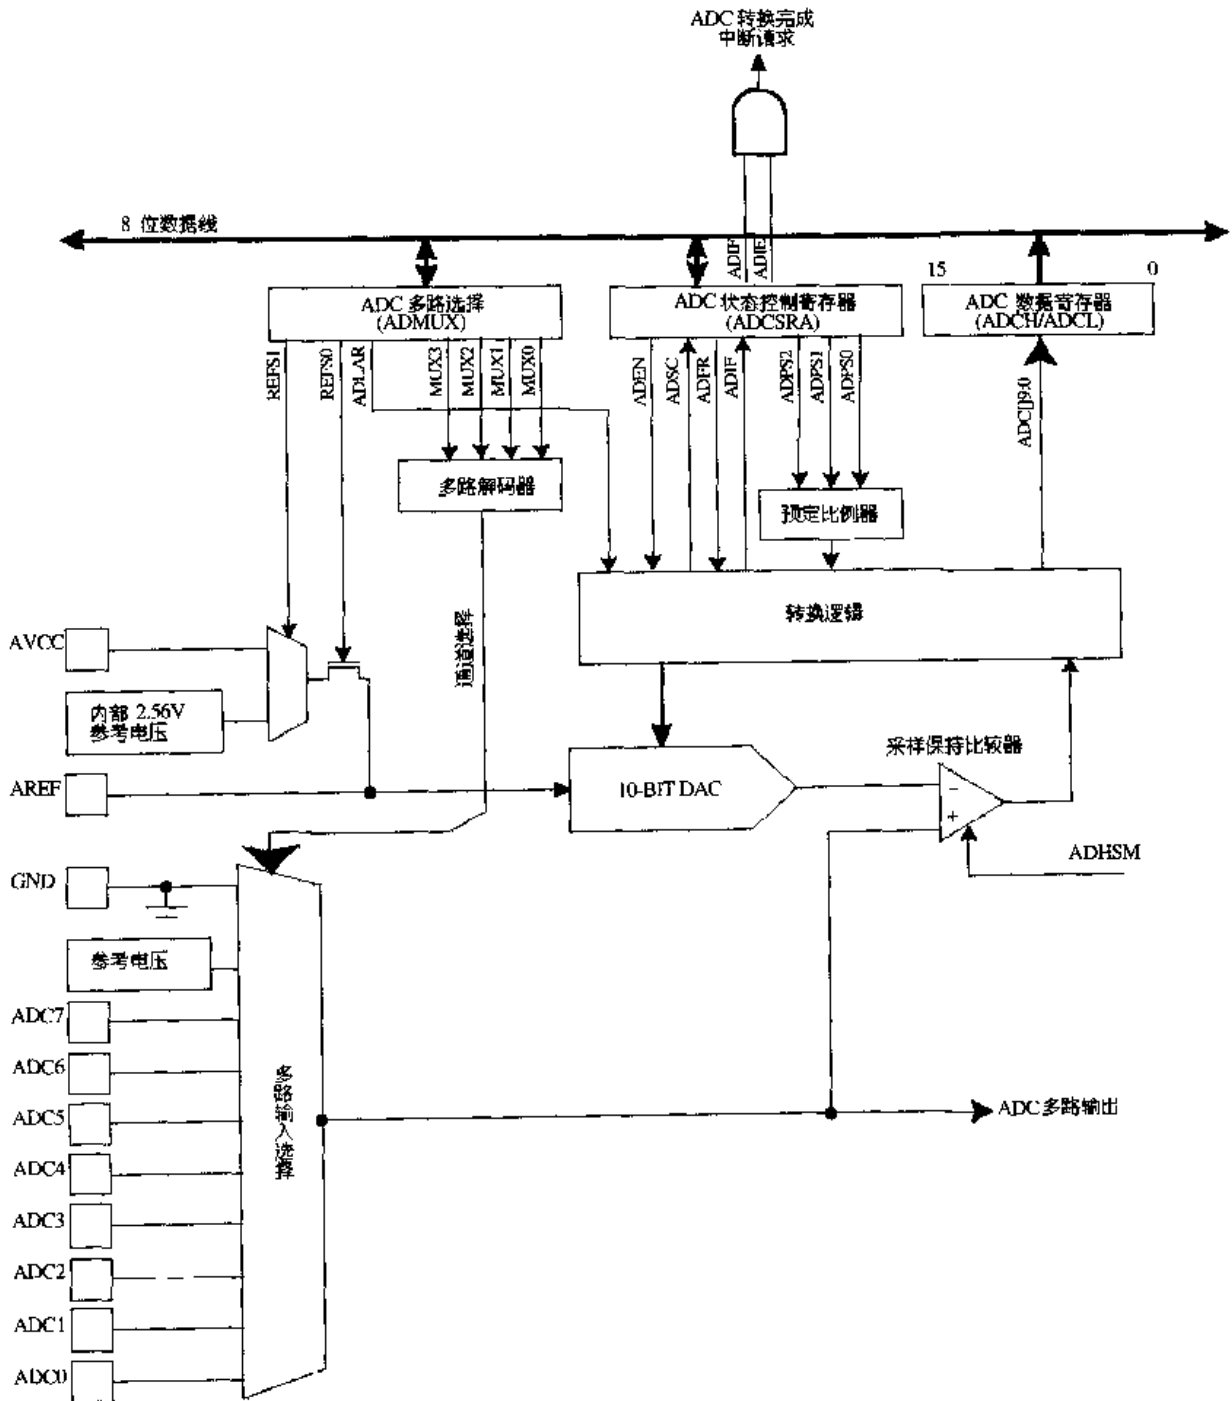 ADC 转换完成
中断请求
8 位数据线
ADIF
ADIE
15
0
ADC 多路选择
(ADMUX)
ADC 状态控制寄存器
(ADCSRA)
ADC 数据寄存器
(ADCH/ADCL)
REFS1
REFS0
ADLAR
MUX3
MUX2
MUX1
MUX0
ADEN
ADSC
ADFR
ADIF
ADPS2
ADPS1
ADPS0
ADC[]9:0
多路解码器
预定比例器
转换逻辑
通道选择
AVCC
内部 2.56V
参考电压
采样保持比较器
AREF
10-BIT DAC
−
+
ADHSM
GND
参考电压
ADC7
ADC6
ADC5
ADC4
ADC3
ADC2
ADC1
ADC0
多路输入选择
ADC 多路输出